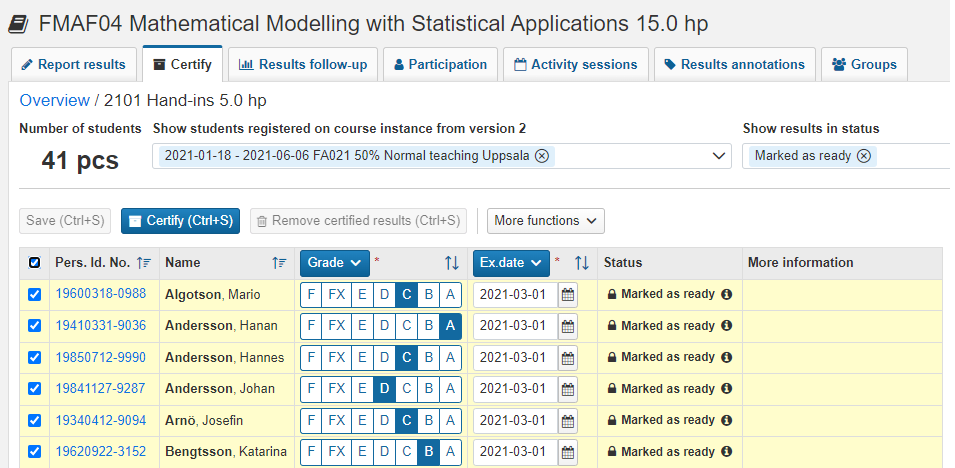 FMAF04 Mathematical Modelling with Statistical Applications 15.0 hp
Report results Certify Results follow-up Participation Activity sessions Results annotations Groups
Overview / 2101 Hand-ins 5.0 hp
Number of students Show students registered on course instance from version 2 Show results in status
41 pcs 2021-01-18 - 2021-06-06 FA021 50% Normal teaching Uppsala Marked as ready
Save (Ctrl+S) Certify (Ctrl+S) Remove certified results (Ctrl+S) More functions
Pers. Id. No. Name Grade * Ex.date * Status More information
19600318-0988 Algotson, Mario F FX E D C B A 2021-03-01 Marked as ready
19410331-9036 Andersson, Hanan F FX E D C B A 2021-03-01 Marked as ready
19850712-9990 Andersson, Hannes F FX E D C B A 2021-03-01 Marked as ready
19841127-9287 Andersson, Johan F FX E D C B A 2021-03-01 Marked as ready
19340412-9094 Arnö, Josefin F FX E D C B A 2021-03-01 Marked as ready
19620922-3152 Bengtsson, Katarina F FX E D C B A 2021-03-01 Marked as ready